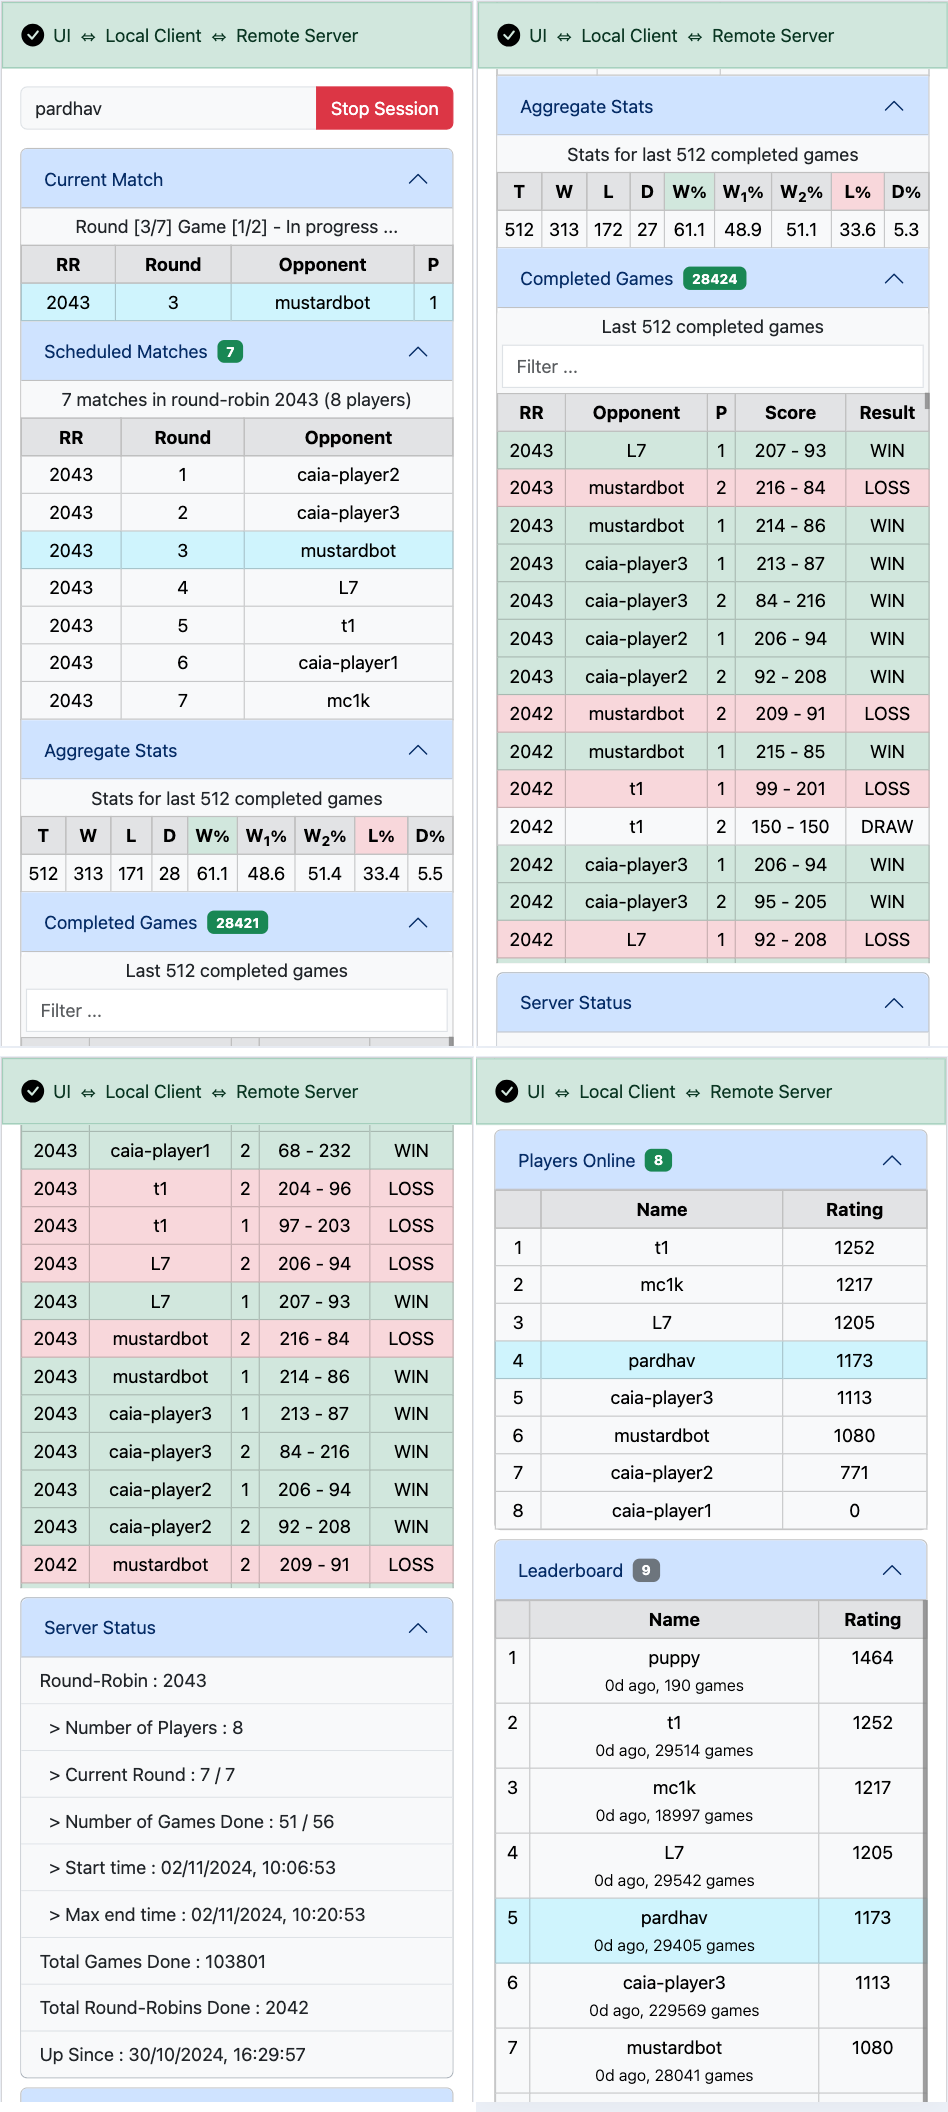 UI ⇔ Local Client ⇔ Remote Server
pardhav Stop Session
Current Match
Round [3/7] Game [1/2] - In progress ...
RR Round Opponent P
2043 3 mustardbot 1
Scheduled Matches 7
7 matches in round-robin 2043 (8 players)
RR Round Opponent
2043 1 caia-player2
2043 2 caia-player3
2043 3 mustardbot
2043 4 L7
2043 5 t1
2043 6 caia-player1
2043 7 mc1k
Aggregate Stats
Stats for last 512 completed games
T W L D W% W₁% W₂% L% D%
512 313 171 28 61.1 48.6 51.4 33.4 5.5
Completed Games 28421
Last 512 completed games
Filter ...
UI ⇔ Local Client ⇔ Remote Server
Aggregate Stats
Stats for last 512 completed games
T W L D W% W₁% W₂% L% D%
512 313 172 27 61.1 48.9 51.1 33.6 5.3
Completed Games 28424
Last 512 completed games
Filter ...
RR Opponent P Score Result
2043 L7 1 207 - 93 WIN
2043 mustardbot 2 216 - 84 LOSS
2043 mustardbot 1 214 - 86 WIN
2043 caia-player3 1 213 - 87 WIN
2043 caia-player3 2 84 - 216 WIN
2043 caia-player2 1 206 - 94 WIN
2043 caia-player2 2 92 - 208 WIN
2042 mustardbot 2 209 - 91 LOSS
2042 mustardbot 1 215 - 85 WIN
2042 t1 1 99 - 201 LOSS
2042 t1 2 150 - 150 DRAW
2042 caia-player3 1 206 - 94 WIN
2042 caia-player3 2 95 - 205 WIN
2042 L7 1 92 - 208 LOSS
Server Status
UI ⇔ Local Client ⇔ Remote Server
2043 caia-player1 2 68 - 232 WIN
2043 t1 2 204 - 96 LOSS
2043 t1 1 97 - 203 LOSS
2043 L7 2 206 - 94 LOSS
2043 L7 1 207 - 93 WIN
2043 mustardbot 2 216 - 84 LOSS
2043 mustardbot 1 214 - 86 WIN
2043 caia-player3 1 213 - 87 WIN
2043 caia-player3 2 84 - 216 WIN
2043 caia-player2 1 206 - 94 WIN
2043 caia-player2 2 92 - 208 WIN
2042 mustardbot 2 209 - 91 LOSS
Server Status
Round-Robin : 2043
> Number of Players : 8
> Current Round : 7 / 7
> Number of Games Done : 51 / 56
> Start time : 02/11/2024, 10:06:53
> Max end time : 02/11/2024, 10:20:53
Total Games Done : 103801
Total Round-Robins Done : 2042
Up Since : 30/10/2024, 16:29:57
UI ⇔ Local Client ⇔ Remote Server
Players Online 8
Name Rating
1 t1 1252
2 mc1k 1217
3 L7 1205
4 pardhav 1173
5 caia-player3 1113
6 mustardbot 1080
7 caia-player2 771
8 caia-player1 0
Leaderboard 9
Name Rating
1 puppy 1464
0d ago, 190 games
2 t1 1252
0d ago, 29514 games
3 mc1k 1217
0d ago, 18997 games
4 L7 1205
0d ago, 29542 games
5 pardhav 1173
0d ago, 29405 games
6 caia-player3 1113
0d ago, 229569 games
7 mustardbot 1080
0d ago, 28041 games